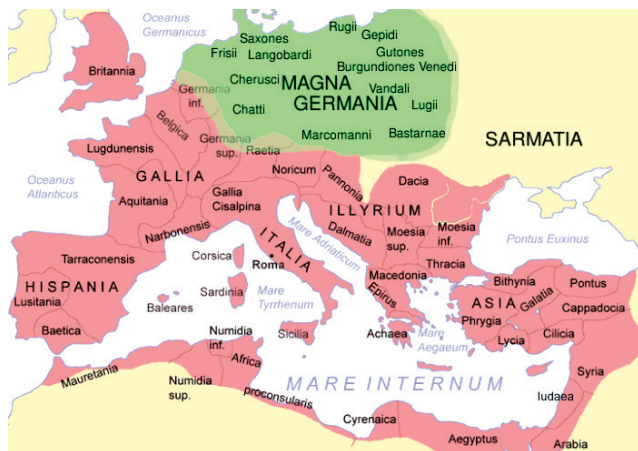 Oceanus
Germanicus
Britannia
Frisii
Saxones
Langobardi
Rugii
Gepidi
Gutones
Burgundiones
Venedi
Cherusci
MAGNA
GERMANIA
Vandali
Lugii
Chatti
Marcomanni
Bastarnae
SARMATIA
Germania
inf.
Belgica
Germania
sup.
Raetia
Lugdunensis
GALLIA
Noricum
Pannonia
Dacia
Oceanus
Atlanticus
Aquitania
Gallia
Cisalpina
ILLYRIUM
Narbonensis
Mare Adriaticum
Dalmatia
Moesia
sup.
Moesia
inf.
Pontus Euxinus
Tarraconensis
Corsica
ITALIA
Roma
Thracia
HISPANIA
Macedonia
Bithynia
Pontus
Lusitania
Sardinia
Mare
Tyrrhenum
Epirus
ASIA
Galatia
Cappadocia
Baleares
Phrygia
Baetica
Numidia
inf.
Sicilia
Achaea
Mare
Aegaeum
Lycia
Cilicia
Mauretania
Africa
Numidia
sup.
proconsularis
MARE INTERNUM
Syria
Iudaea
Cyrenaica
Aegyptus
Arabia